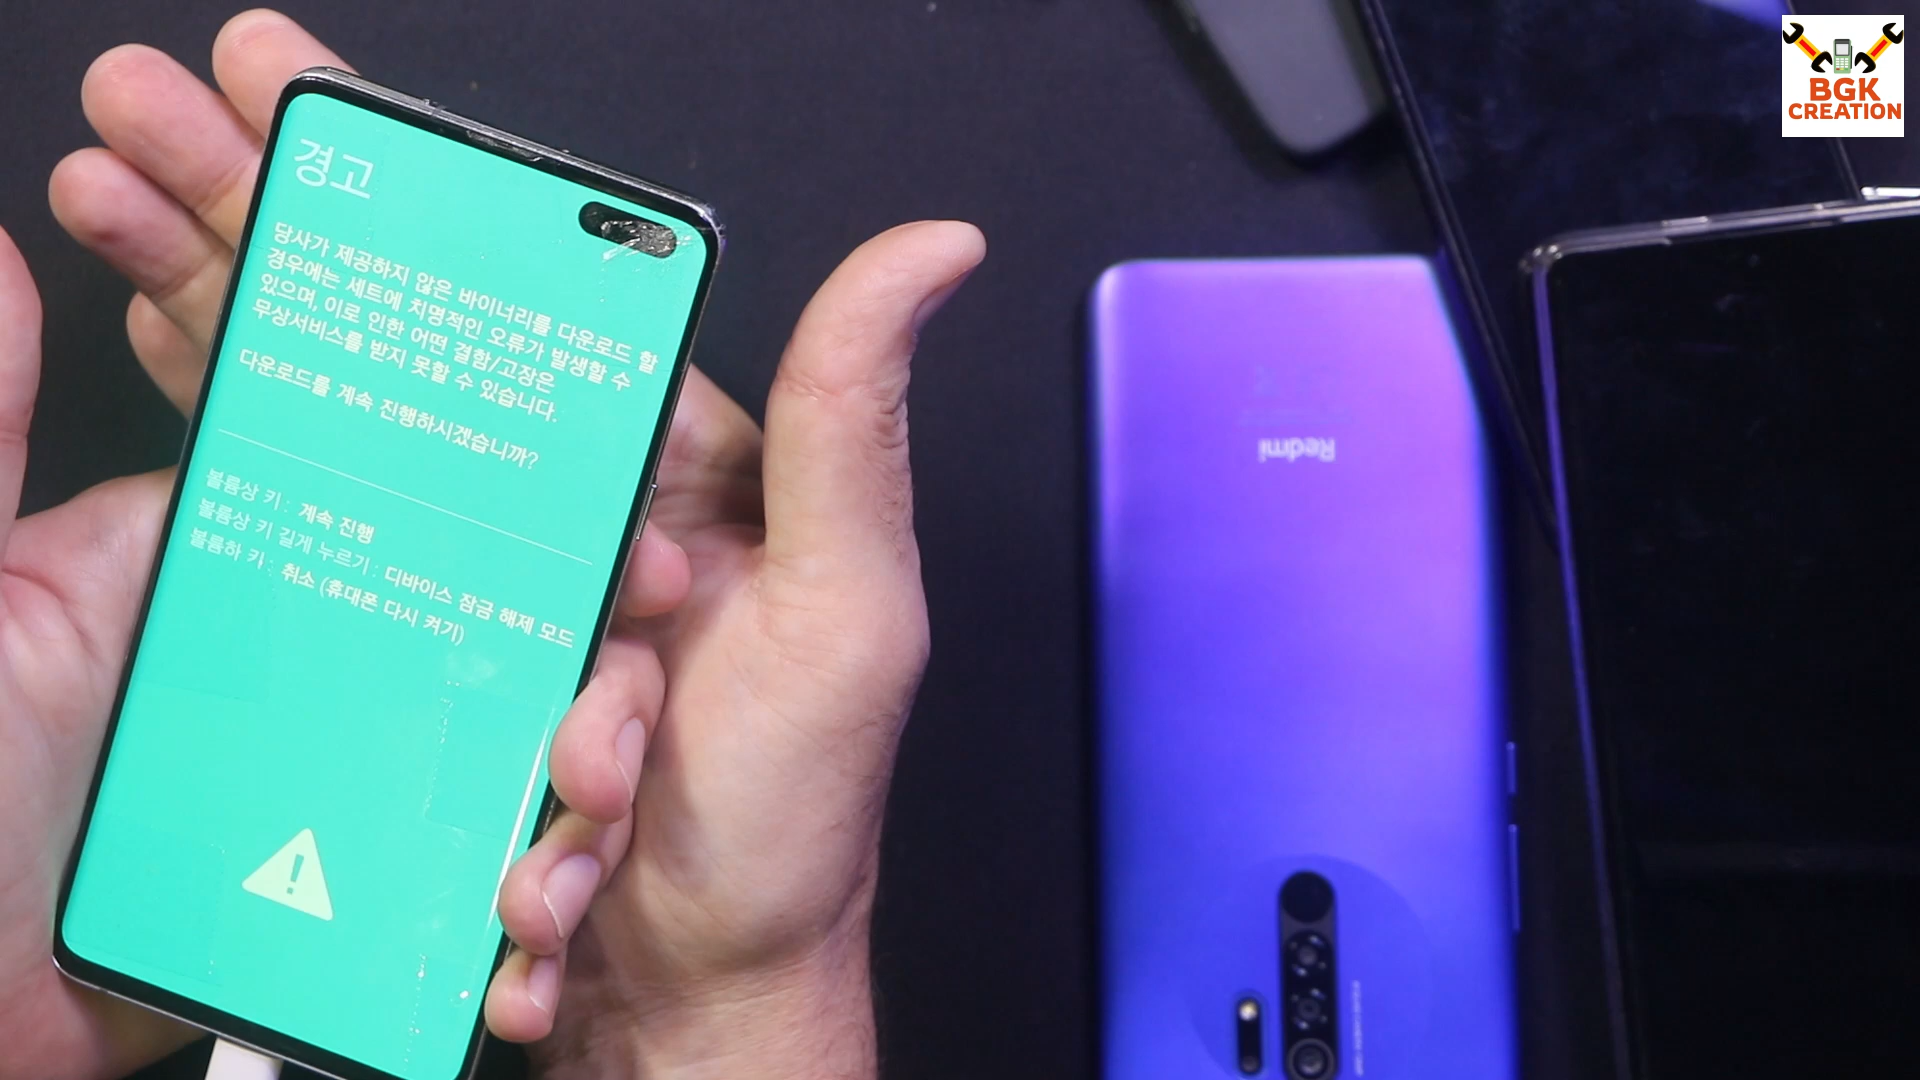 BGK
CREATION
경고
당사가 제공하지 않은 바이너리를 다운로드 할
경우에는 세트에 치명적인 오류가 발생할 수
있으며, 이로 인한 어떤 결함/고장은
무상서비스를 받지 못할 수 있습니다.
다운로드를 계속 진행하시겠습니까?
볼륨상 키 : 계속 진행
볼륨상 키 길게 누르기 : 디바이스 잠금 해제 모드
볼륨하 키 : 취소 (휴대폰 다시 켜기)
Redmi